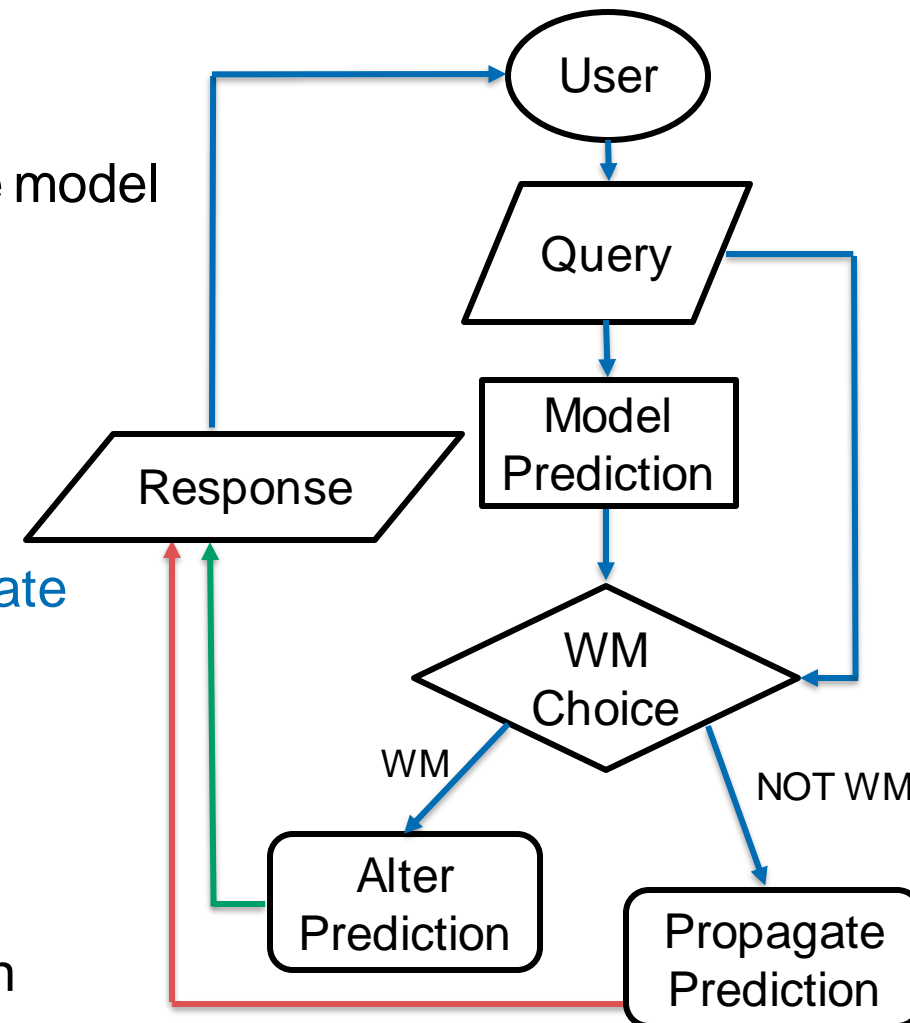 User
model
Query
Model
Prediction
Response
ate
WM
Choice
WM
NOT WM
Alter
Prediction
Propagate
Prediction